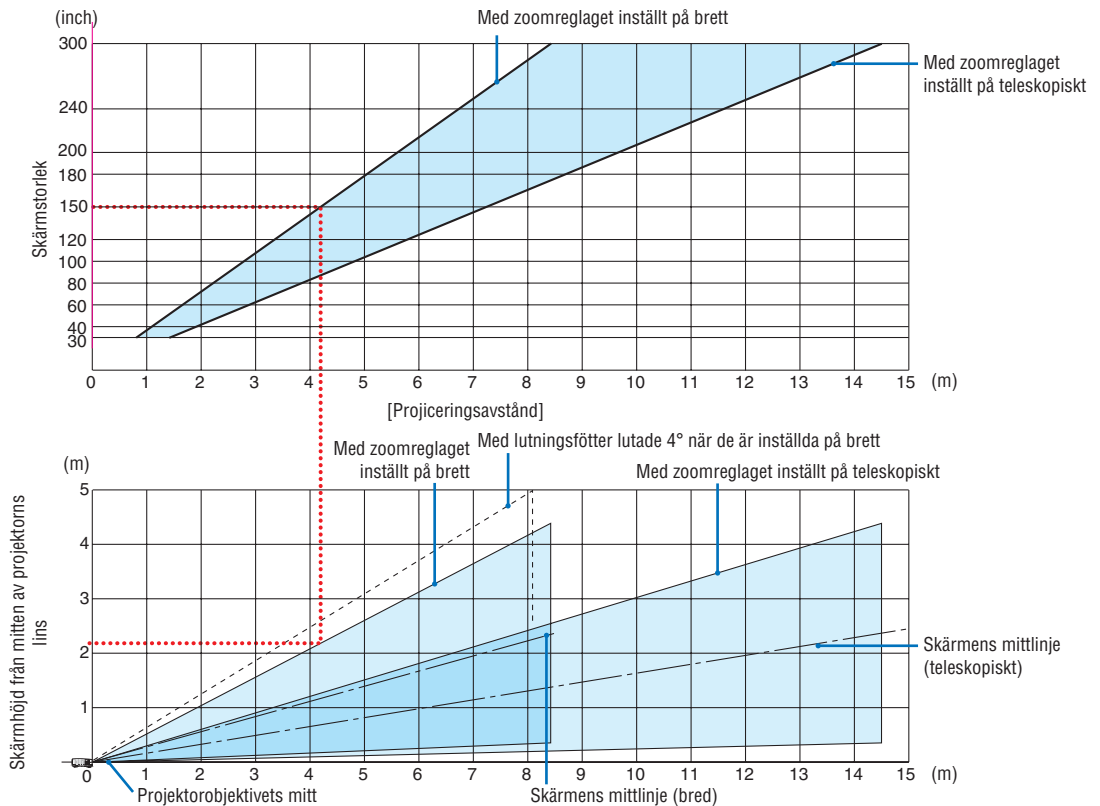 (inch)
Med zoomreglaget inställt på brett
300
240
200
180
150
120
100
80
60
40
30
Skärmstorlek
Med zoomreglaget
inställt på teleskopiskt
0 1 2 3 4 5 6 7 8 9 10 11 12 13 14 15 (m)
[Projiceringsavstånd]
(m)
Med zoomreglaget
inställt på brett
Med lutningsfötter lutade 4° när de är inställda på brett
Med zoomreglaget inställt på teleskopiskt
5
4
3
2
1
Skärmhöjd från mitten av projektorns
lins
Skärmens mittlinje
(teleskopiskt)
0 1 2 3 4 5 6 7 8 9 10 11 12 13 14 15 (m)
Projektorobjektivets mitt
Skärmens mittlinje (bred)